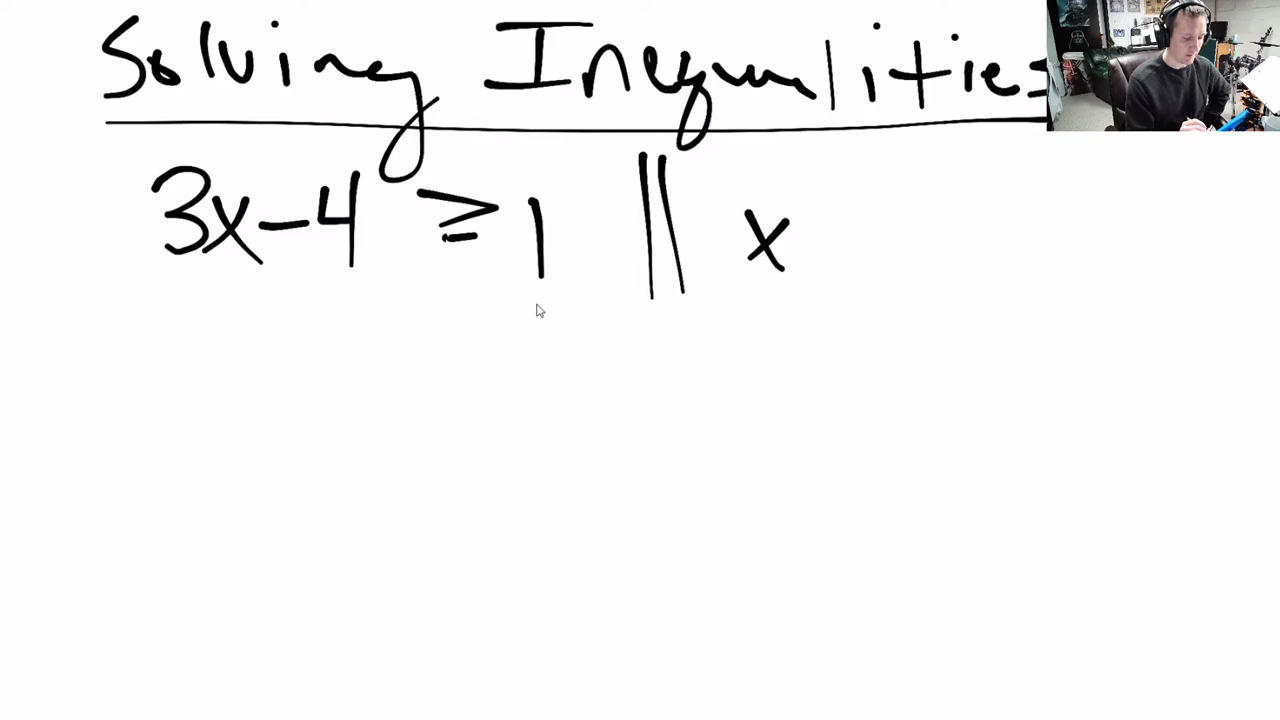 Solving Inequalities
3x-4 ≥ 1 || x